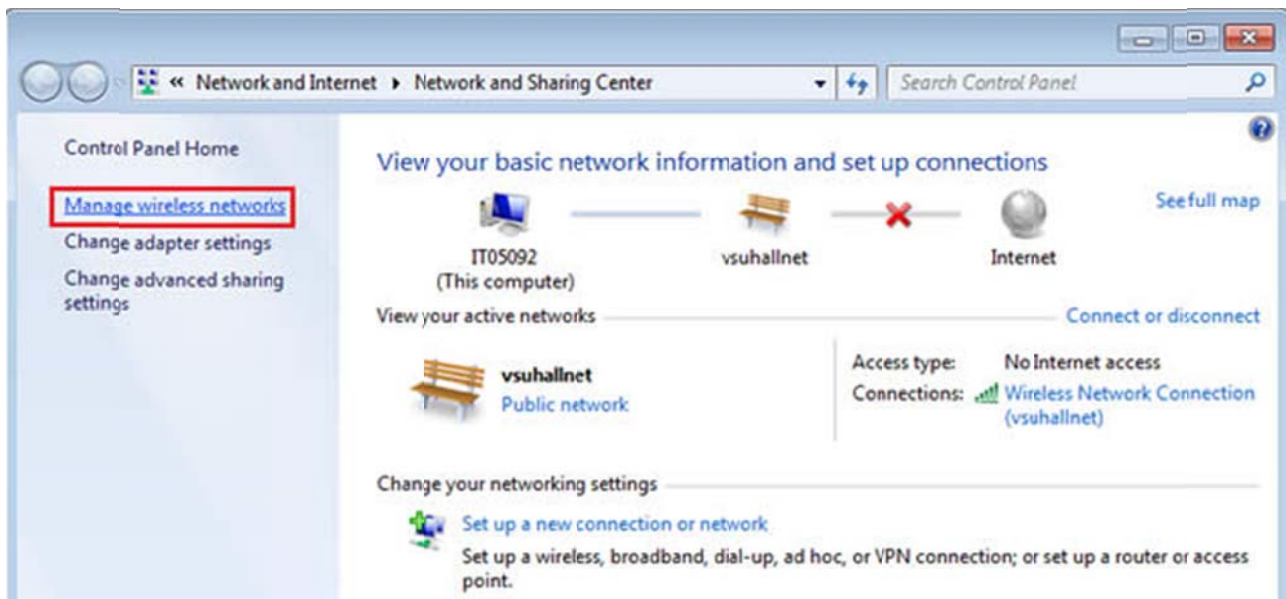 « Network and Internet ▸ Network and Sharing Center
Search Control Panel
Control Panel Home
Manage wireless networks
Change adapter settings
Change advanced sharing
settings
View your basic network information and set up connections
See full map
IT05092
(This computer)
vsuhallnet
Internet
View your active networks
Connect or disconnect
vsuhallnet
Public network
Access type: No Internet access
Connections: Wireless Network Connection
(vsuhallnet)
Change your networking settings
Set up a new connection or network
Set up a wireless, broadband, dial-up, ad hoc, or VPN connection; or set up a router or access
point.